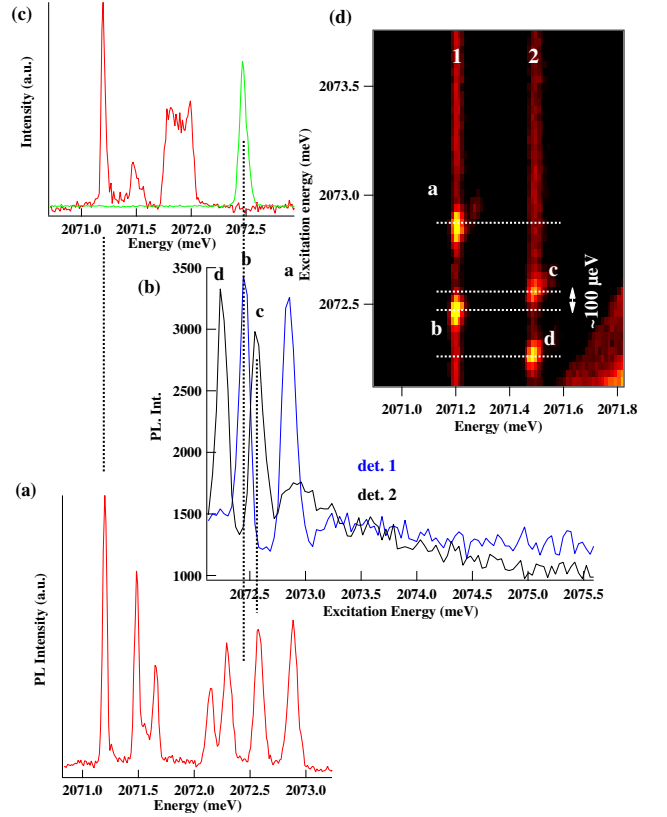 (c)
Intensity (a.u.)
2071.0 2071.5 2072.0 2072.5
Energy (meV)
(d)
1 2
a
c
b
d
2073.5
2073.0
2072.5
Excitation energy (meV)
~100 µeV
2071.0 2071.2 2071.4 2071.6 2071.8
Energy (meV)
(b)
d b c a
3500
3000
2500
2000
1500
1000
PL. Int.
det. 1
det. 2
2072.5 2073.0 2073.5 2074.0 2074.5 2075.0 2075.5
Excitation Energy (meV)
(a)
PL Intensity (a.u.)
2071.0 2071.5 2072.0 2072.5 2073.0
Energy (meV)